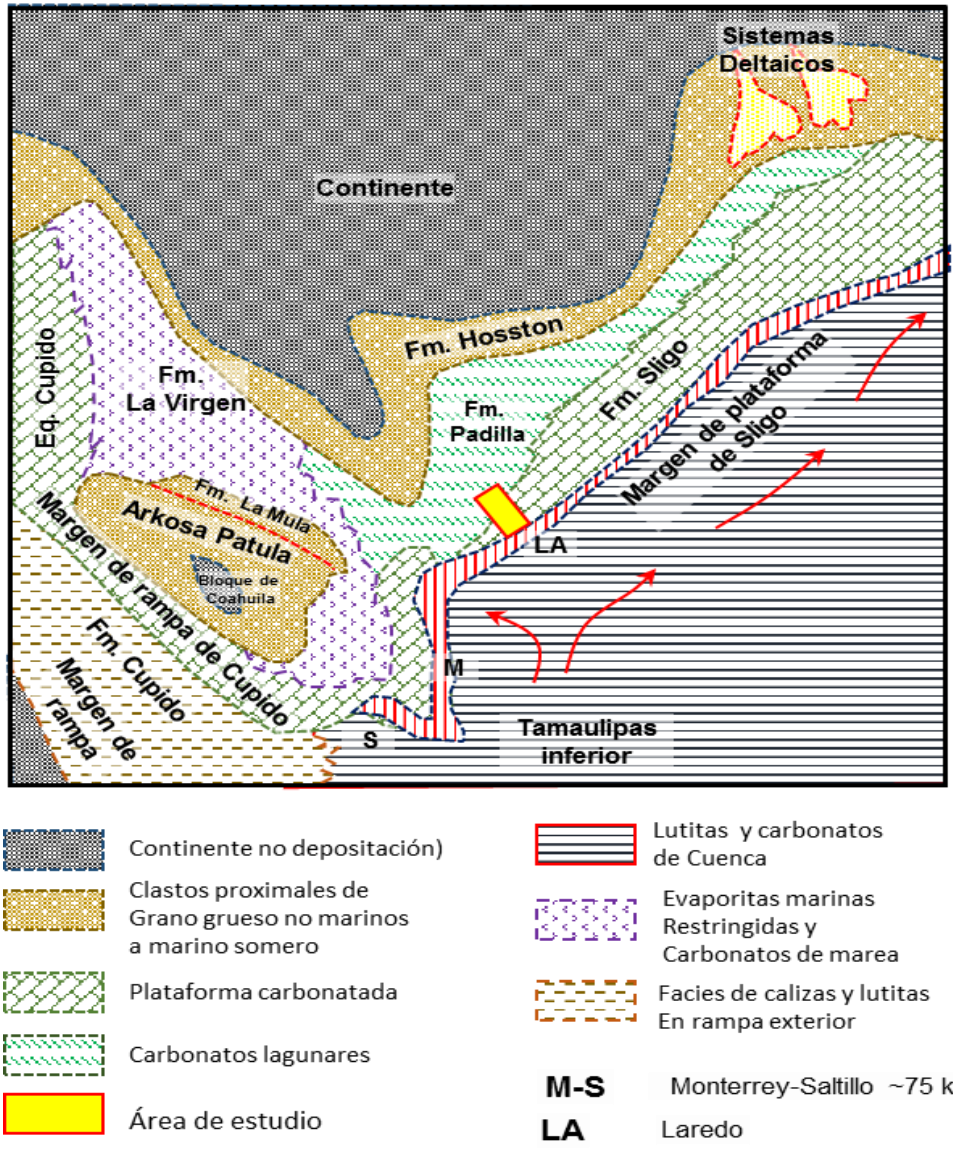 Sistemas
Deltaicos
Continente
Fm. Hosston
Eq. Cupido
Fm.
La Virgen
Fm.
Padilla
Fm. Sligo
Margen de plataforma
de Sligo
Fm. La Mula
Arkosa Patula
Bloque de
Coahuila
LA
Margen de rampa de Cupido
Fm. Cupido
Margen de
rampa
M
S
Tamaulipas
inferior
Continente no depositación)
Clastos proximales de
Grano grueso no marinos
a marino somero
Plataforma carbonatada
Carbonatos lagunares
Área de estudio
Lutitas y carbonatos
de Cuenca
Evaporitas marinas
Restringidas y
Carbonatos de marea
Facies de calizas y lutitas
En rampa exterior
M-S Monterrey-Saltillo ~75 k
LA Laredo